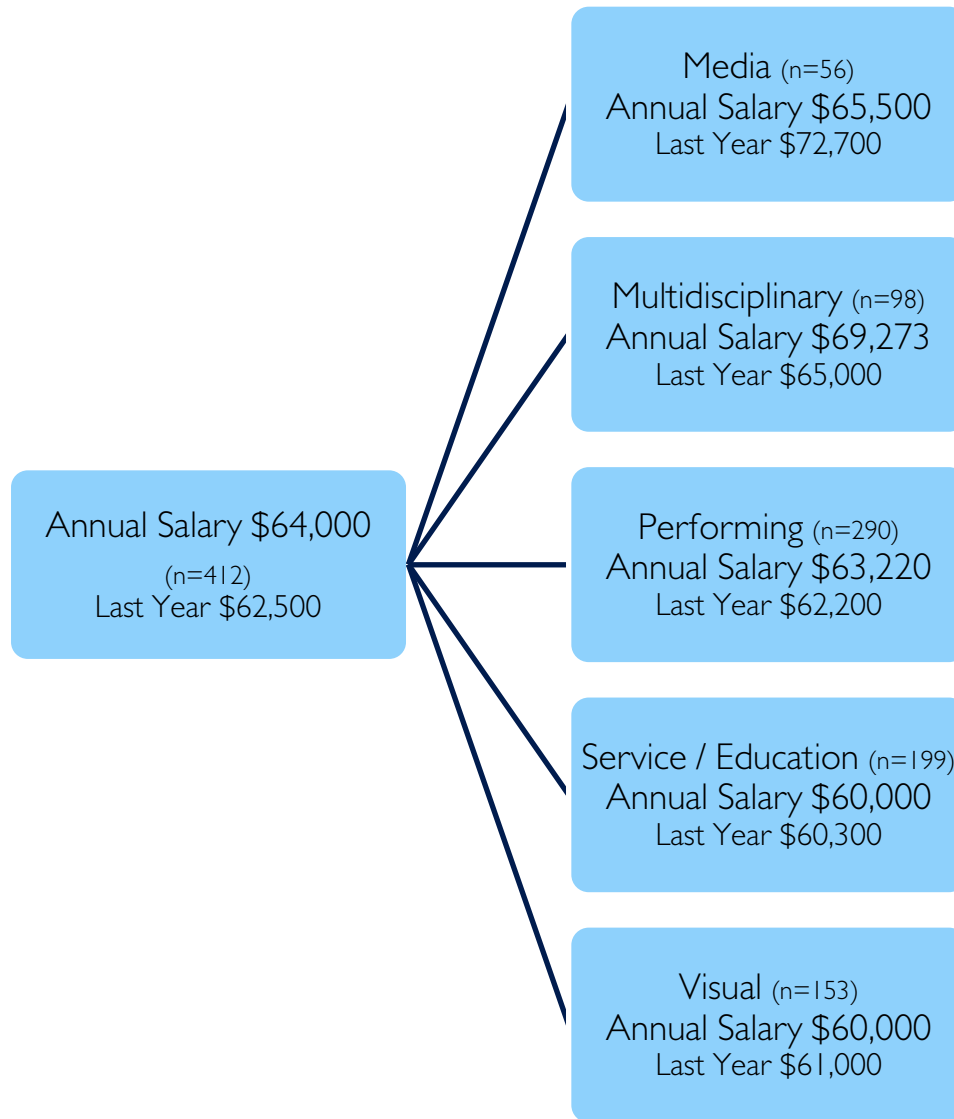 Media (n=56)
Annual Salary $65,500
Last Year $72,700
Multidisciplinary (n=98)
Annual Salary $69,273
Last Year $65,000
Annual Salary $64,000
(n=412)
Last Year $62,500
Performing (n=290)
Annual Salary $63,220
Last Year $62,200
Service / Education (n=199)
Annual Salary $60,000
Last Year $60,300
Visual (n=153)
Annual Salary $60,000
Last Year $61,000